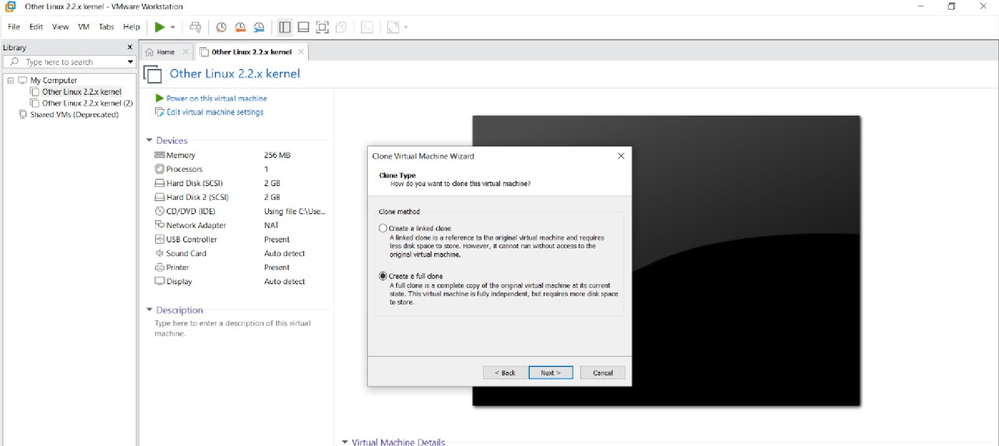 Other Linux 2.2.x kernel - VMware Workstation
File Edit View VM Tabs Help
Library
Type here to search
My Computer
Other Linux 2.2.x kernel
Other Linux 2.2.x kernel (2)
Shared VMs (Deprecated)
Home
Other Linux 2.2.x kernel
Other Linux 2.2.x kernel
Power on this virtual machine
Edit virtual machine settings
Devices
Memory 256 MB
Processors 1
Hard Disk (SCSI) 2 GB
Hard Disk 2 (SCSI) 2 GB
CD/DVD (IDE) Using file C:\Use...
Network Adapter NAT
USB Controller Present
Sound Card Auto detect
Printer Present
Display Auto detect
Description
Type here to enter a description of this virtual
machine.
Clone Virtual Machine Wizard
Clone Type
How do you want to clone this virtual machine?
Clone method
Create a linked clone
A linked clone is a reference to the original virtual machine and requires
less disk space to store. However, it cannot run without access to the
original virtual machine.
Create a full clone
A full clone is a complete copy of the original virtual machine at its current
state. This virtual machine is fully independent, but requires more disk space
to store.
< Back Next > Cancel
Virtual Machine Details